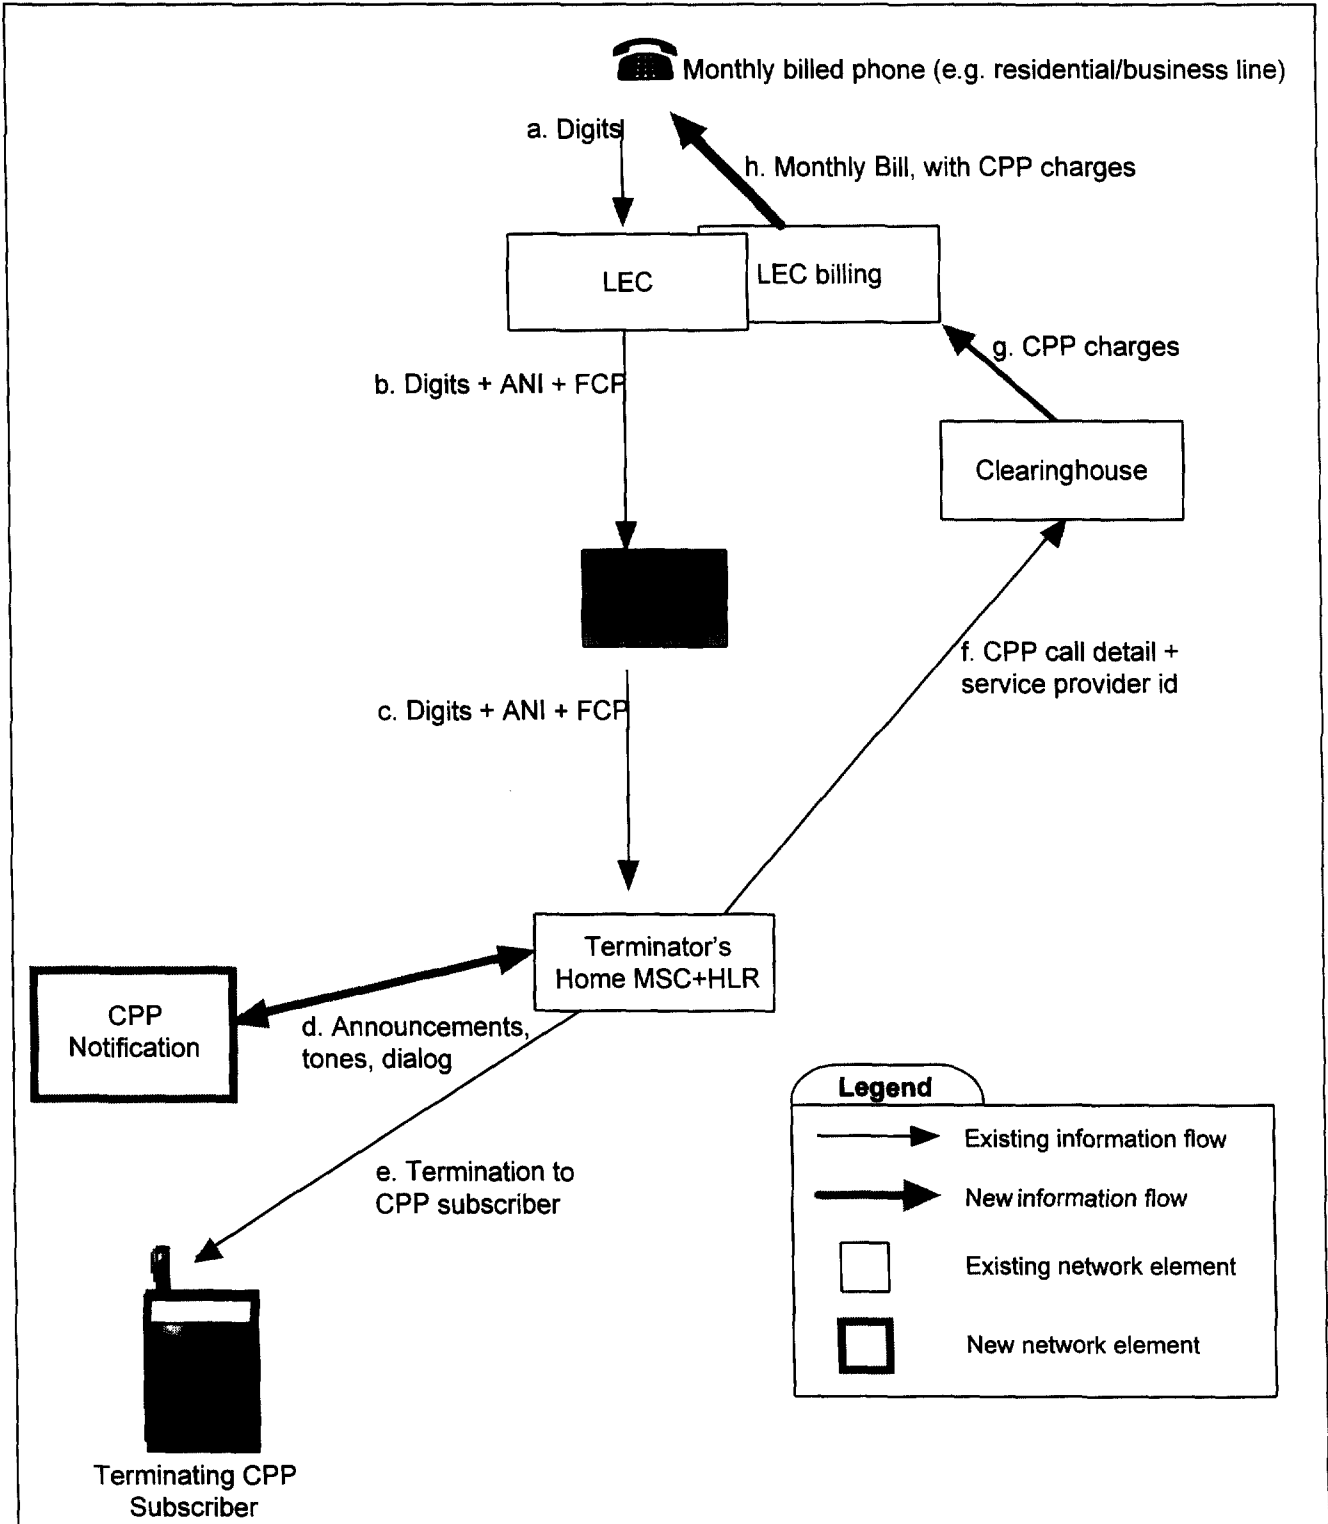 Monthly billed phone (e.g. residential/business line)
a. Digits
h. Monthly Bill, with CPP charges
LEC
LEC billing
g. CPP charges
b. Digits + ANI + FCP
Clearinghouse
f. CPP call detail +
service provider id
c. Digits + ANI + FCP
Terminator's
Home MSC+HLR
CPP
Notification
d. Announcements,
tones, dialog
e. Termination to
CPP subscriber
Terminating CPP
Subscriber
Legend
Existing information flow
New information flow
Existing network element
New network element